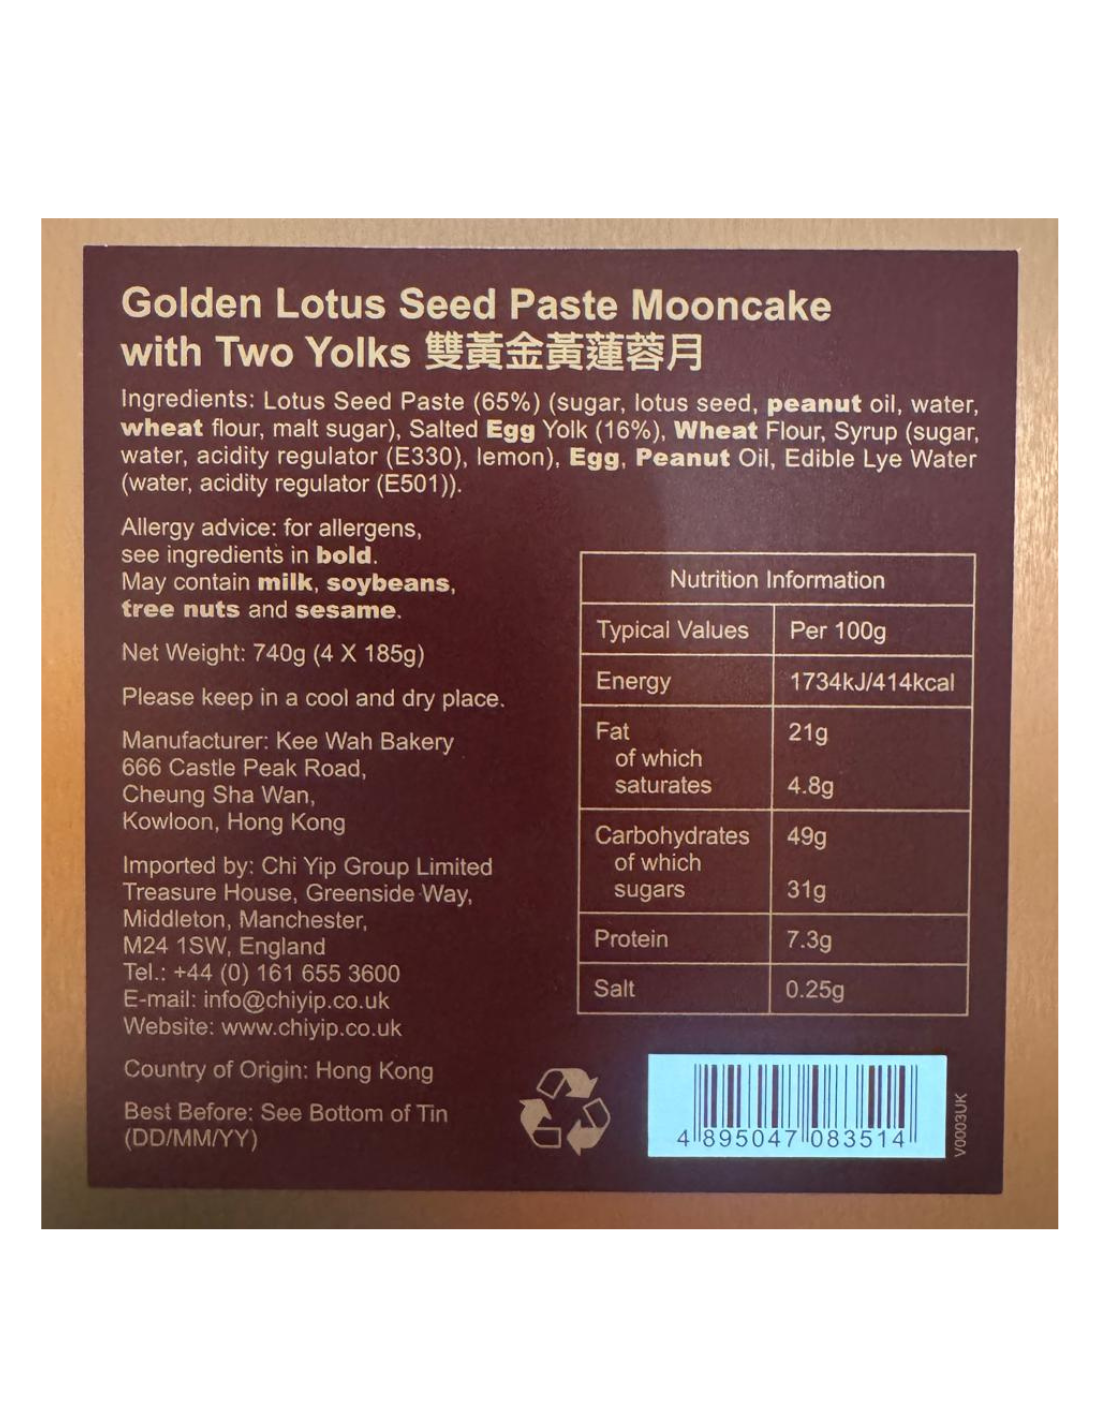 Golden Lotus Seed Paste Mooncake
with Two Yolks 雙黃金黃蓮蓉月
Ingredients: Lotus Seed Paste (65%) (sugar, lotus seed, peanut oil, water,
wheat flour, malt sugar), Salted Egg Yolk (16%), Wheat Flour, Syrup (sugar,
water, acidity regulator (E330), lemon), Egg, Peanut Oil, Edible Lye Water
(water, acidity regulator (E501)).
Allergy advice: for allergens,
see ingredients in bold.
May contain milk, soybeans,
tree nuts and sesame.
Net Weight: 740g (4 X 185g)
Please keep in a cool and dry place.
Manufacturer: Kee Wah Bakery
666 Castle Peak Road,
Cheung Sha Wan,
Kowloon, Hong Kong
Imported by: Chi Yip Group Limited
Treasure House, Greenside Way,
Middleton, Manchester,
M24 1SW, England
Tel.: +44 (0) 161 655 3600
E-mail: info@chiyip.co.uk
Website: www.chiyip.co.uk
Country of Origin: Hong Kong
Best Before: See Bottom of Tin
(DD/MM/YY)
Nutrition Information
Typical Values Per 100g
Energy 1734kJ/414kcal
Fat 21g
of which
saturates 4.8g
Carbohydrates 49g
of which
sugars 31g
Protein 7.3g
Salt 0.25g
4 895047 083514
V0003UK